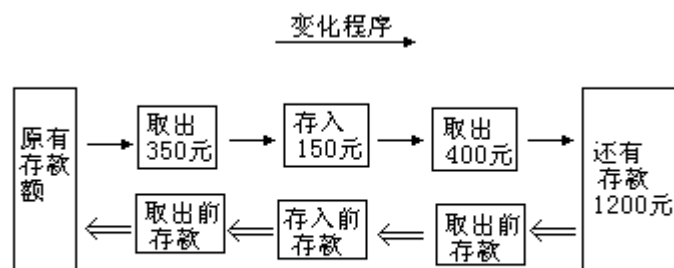 变化程序
原有
存款
额
取出
350元
存入
150元
取出
400元
还有
存款
1200元
取出前
存款
存入前
存款
取出前
存款